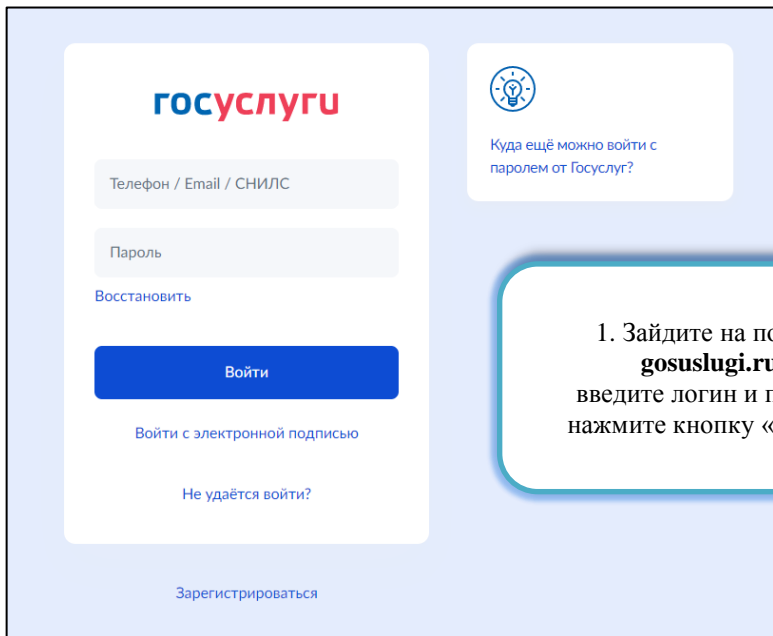 госуслуги
Телефон / Email / СНИЛС
Пароль
Восстановить
Войти
Войти с электронной подписью
Не удаётся войти?
Зарегистрироваться
Куда ещё можно войти с
паролем от Госуслуг?
1. Зайдите на
gosuslugi.ru
введите логин и
нажмите кнопку «